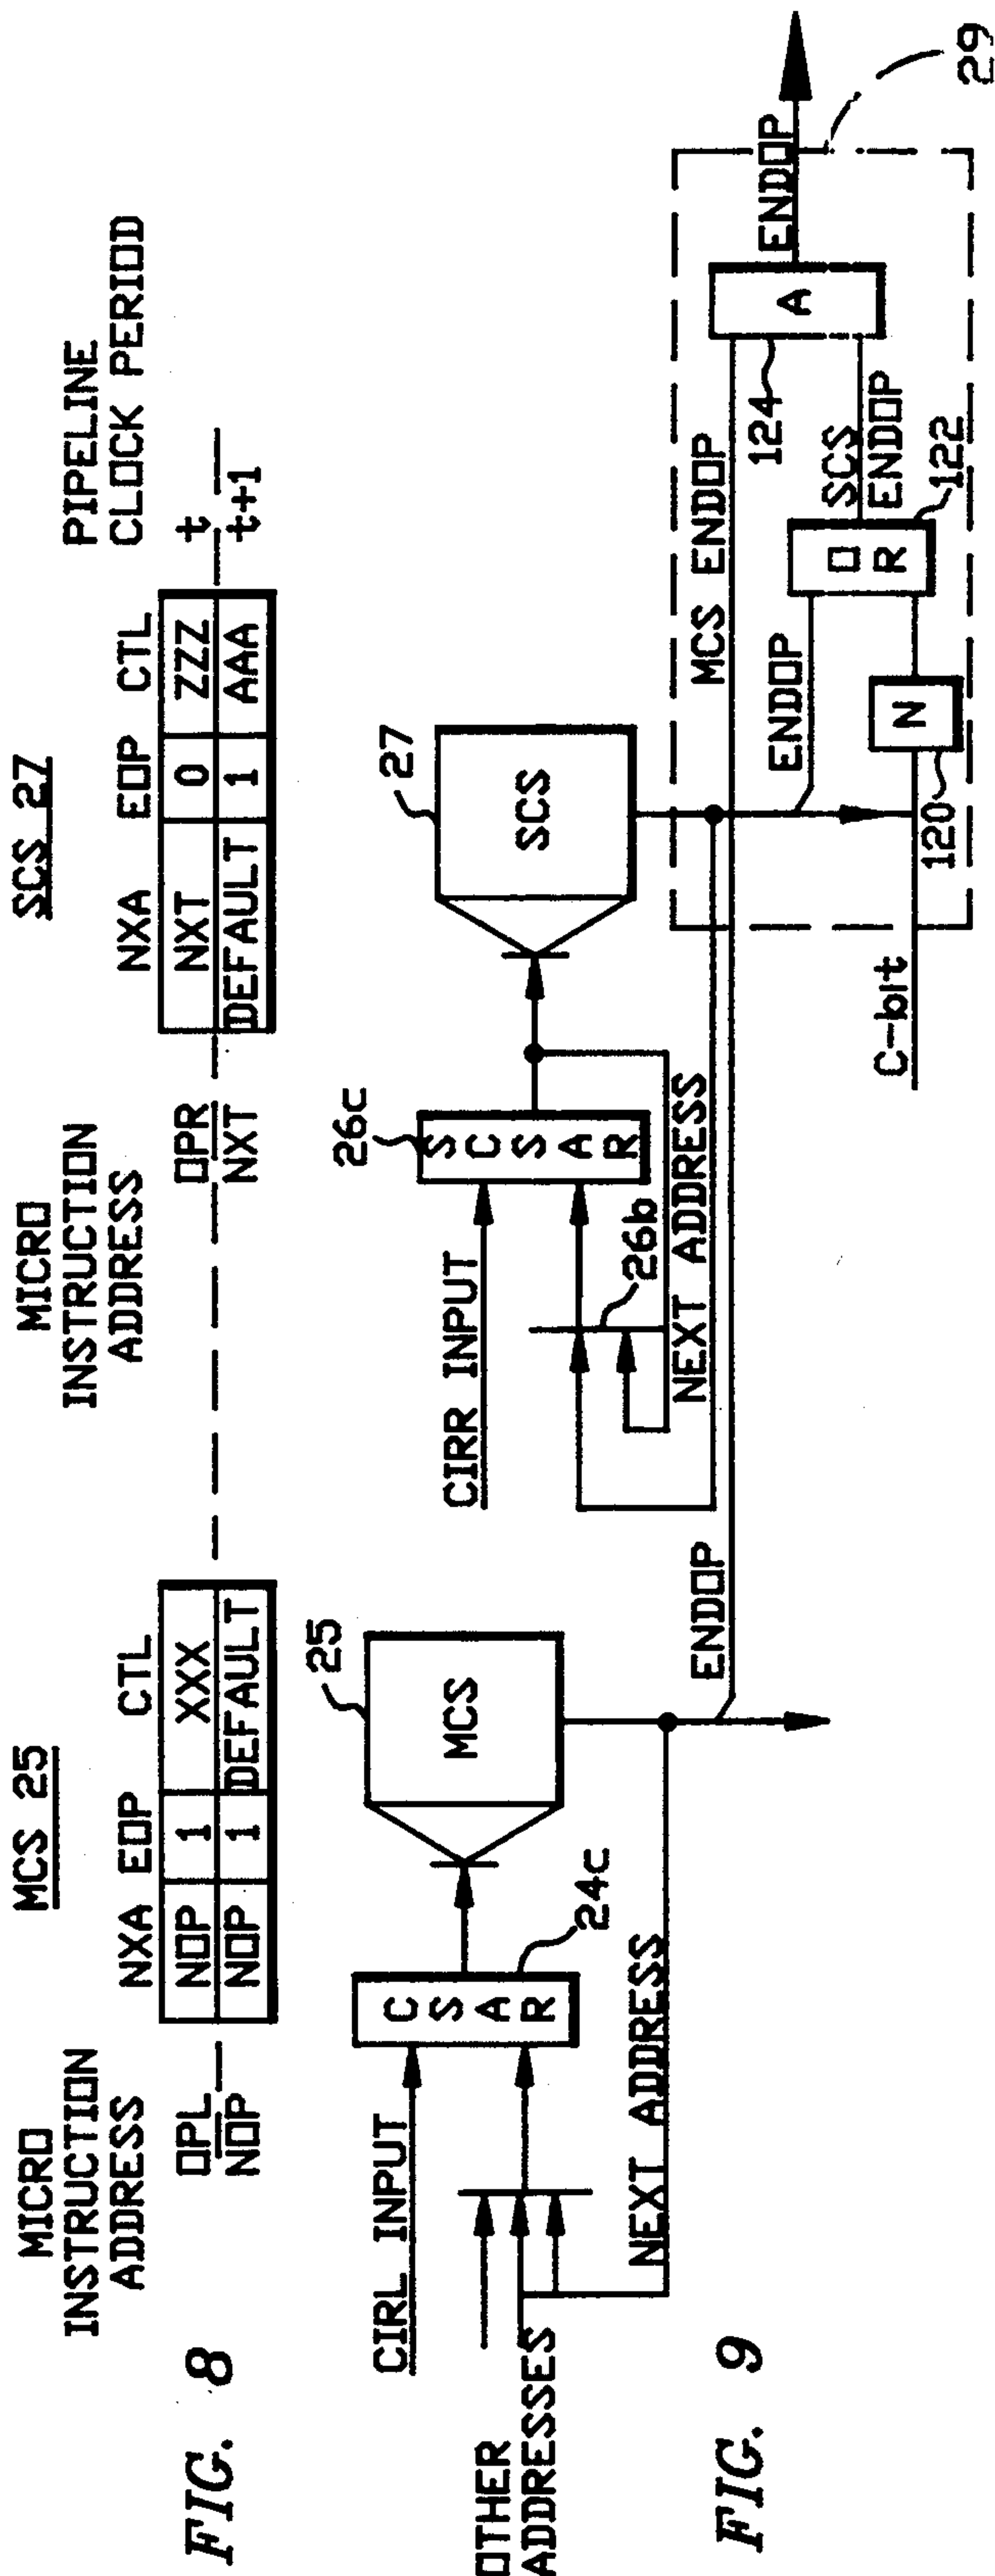 FIG. 8
MCS 25
SCS 27
MICRO
INSTRUCTION
ADDRESS
NXA EOP CTL
MICRO
INSTRUCTION
ADDRESS
NXA EOP CTL
PIPELINE
CLOCK PERIOD
OPL
NOP 1 XXX
OPR
NXT 0 ZZZ
t
NOP
NOP 1 DEFAULT
NXT
DEFAULT 1 AAA
t+1
FIG. 9
CIRL INPUT
OTHER
ADDRESSES
CSAR
24c
MCS
25
NEXT ADDRESS
ENDOP
CIRR INPUT
SCSAR
26c
26b
NEXT ADDRESS
SCS
27
MCS ENDOP
ENDOP
C-bit
N
120
OR
122
SCS
ENDOP
A
124
ENDOP
29